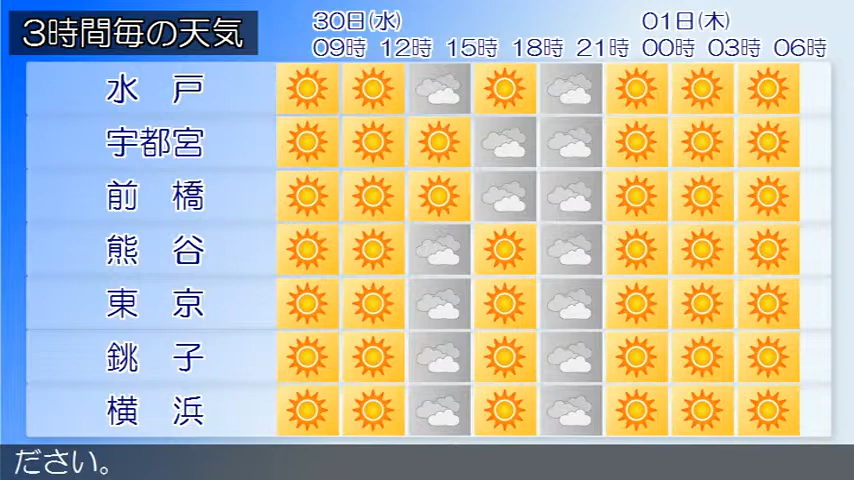 3時間毎の天気
30日(水) 01日(木)
09時 12時 15時 18時 21時 00時 03時 06時
水 戸
宇都宮
前 橋
熊 谷
東 京
銚 子
横 浜
ださい。